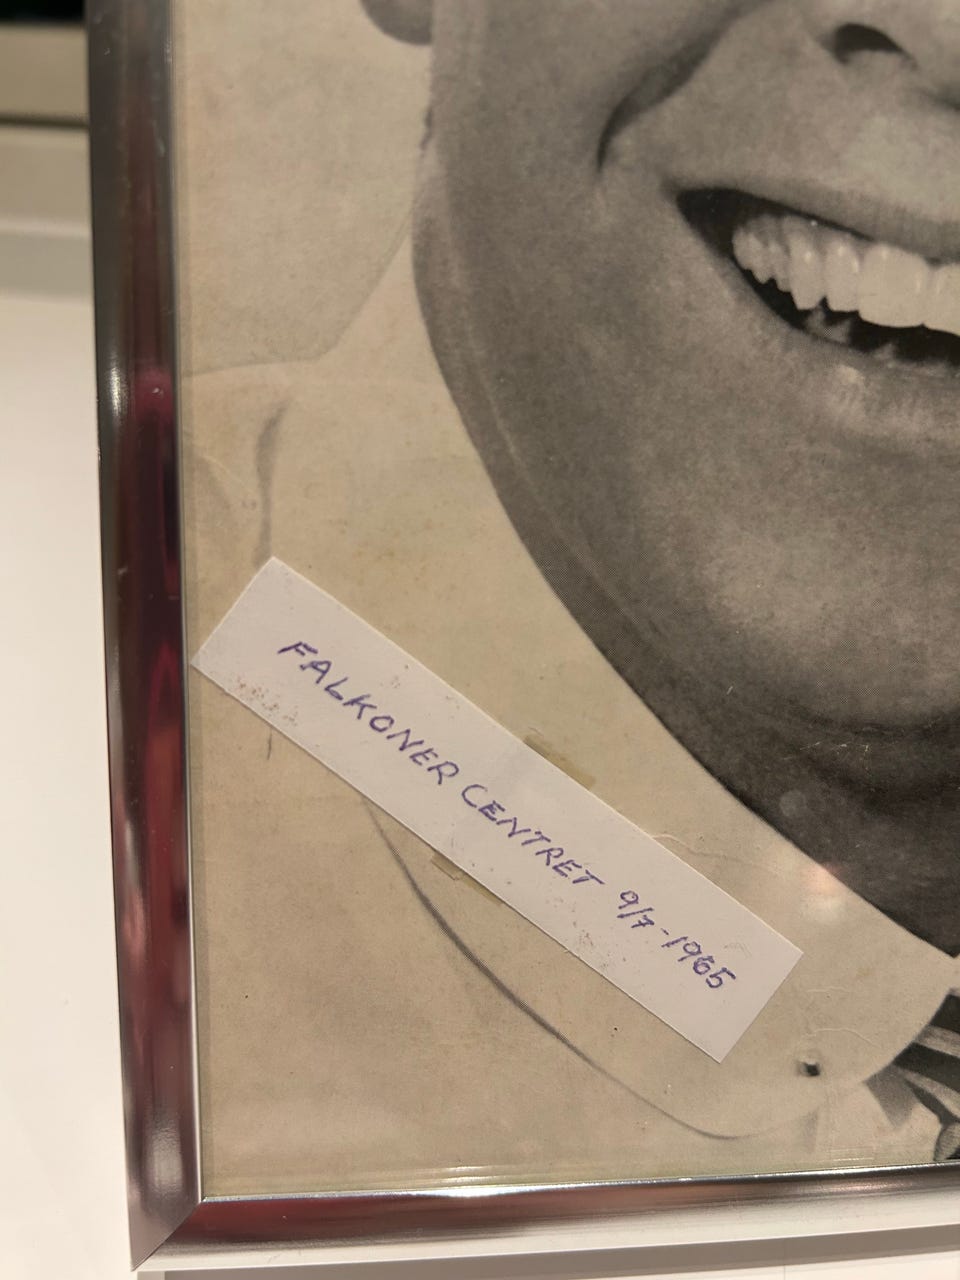 FALKONER CENTRET 9/7-1965